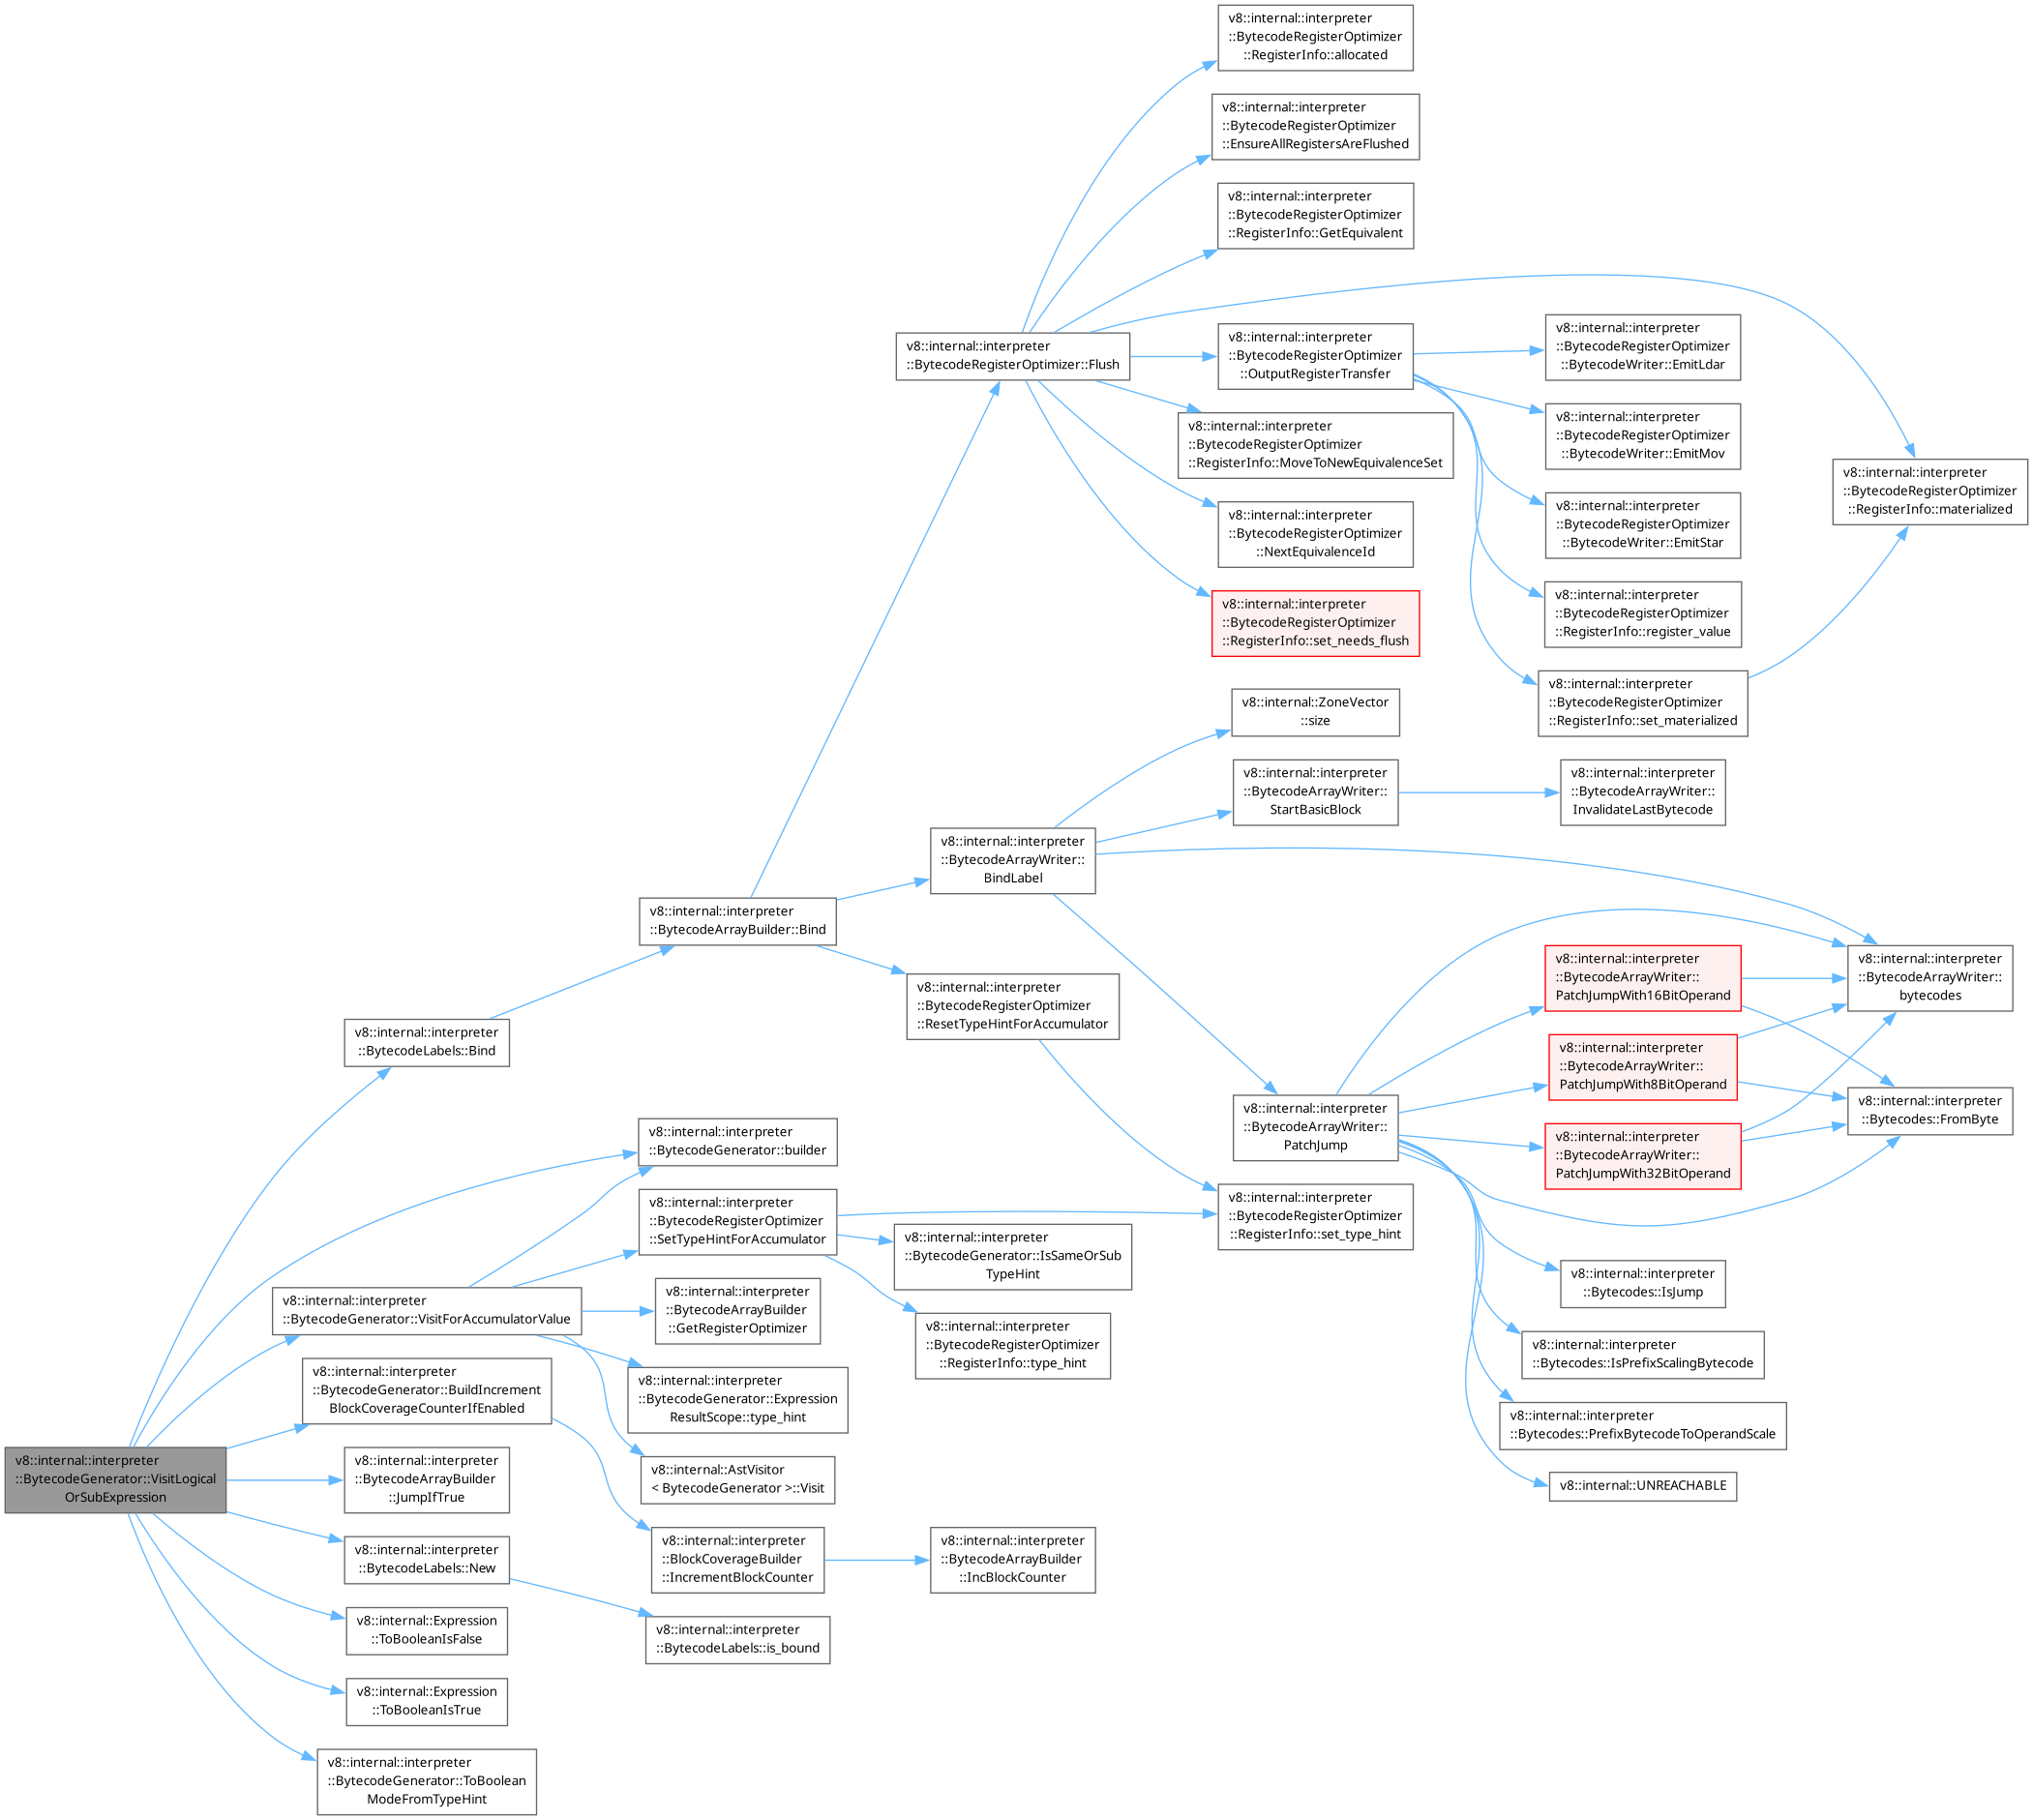 v8::internal::interpreter
::BytecodeRegisterOptimizer
::RegisterInfo::allocated
v8::internal::interpreter
::BytecodeRegisterOptimizer
::EnsureAllRegistersAreFlushed
v8::internal::interpreter
::BytecodeRegisterOptimizer
::RegisterInfo::GetEquivalent
v8::internal::interpreter
::BytecodeRegisterOptimizer::Flush
v8::internal::interpreter
::BytecodeRegisterOptimizer
::OutputRegisterTransfer
v8::internal::interpreter
::BytecodeRegisterOptimizer
::BytecodeWriter::EmitLdar
v8::internal::interpreter
::BytecodeRegisterOptimizer
::RegisterInfo::MoveToNewEquivalenceSet
v8::internal::interpreter
::BytecodeRegisterOptimizer
::BytecodeWriter::EmitMov
v8::internal::interpreter
::BytecodeRegisterOptimizer
::RegisterInfo::materialized
v8::internal::interpreter
::BytecodeRegisterOptimizer
::NextEquivalenceId
v8::internal::interpreter
::BytecodeRegisterOptimizer
::BytecodeWriter::EmitStar
v8::internal::interpreter
::BytecodeRegisterOptimizer
::RegisterInfo::set_needs_flush
v8::internal::interpreter
::BytecodeRegisterOptimizer
::RegisterInfo::register_value
v8::internal::interpreter
::BytecodeRegisterOptimizer
::RegisterInfo::set_materialized
v8::internal::ZoneVector
::size
v8::internal::interpreter
::BytecodeArrayWriter::
StartBasicBlock
v8::internal::interpreter
::BytecodeArrayWriter::
InvalidateLastBytecode
v8::internal::interpreter
::BytecodeArrayWriter::
BindLabel
v8::internal::interpreter
::BytecodeArrayBuilder::Bind
v8::internal::interpreter
::BytecodeArrayWriter::
PatchJumpWith16BitOperand
v8::internal::interpreter
::BytecodeArrayWriter::
bytecodes
v8::internal::interpreter
::BytecodeRegisterOptimizer
::ResetTypeHintForAccumulator
v8::internal::interpreter
::BytecodeLabels::Bind
v8::internal::interpreter
::BytecodeArrayWriter::
PatchJumpWith8BitOperand
v8::internal::interpreter
::BytecodeArrayWriter::
PatchJump
v8::internal::interpreter
::Bytecodes::FromByte
v8::internal::interpreter
::BytecodeArrayWriter::
PatchJumpWith32BitOperand
v8::internal::interpreter
::BytecodeGenerator::builder
v8::internal::interpreter
::BytecodeRegisterOptimizer
::SetTypeHintForAccumulator
v8::internal::interpreter
::BytecodeRegisterOptimizer
::RegisterInfo::set_type_hint
v8::internal::interpreter
::BytecodeGenerator::IsSameOrSub
TypeHint
v8::internal::interpreter
::Bytecodes::IsJump
v8::internal::interpreter
::BytecodeGenerator::VisitForAccumulatorValue
v8::internal::interpreter
::BytecodeArrayBuilder
::GetRegisterOptimizer
v8::internal::interpreter
::BytecodeRegisterOptimizer
::RegisterInfo::type_hint
v8::internal::interpreter
::Bytecodes::IsPrefixScalingBytecode
v8::internal::interpreter
::BytecodeGenerator::BuildIncrement
BlockCoverageCounterIfEnabled
v8::internal::interpreter
::BytecodeGenerator::Expression
ResultScope::type_hint
v8::internal::interpreter
::Bytecodes::PrefixBytecodeToOperandScale
v8::internal::interpreter
::BytecodeGenerator::VisitLogical
OrSubExpression
v8::internal::interpreter
::BytecodeArrayBuilder
::JumpIfTrue
v8::internal::AstVisitor
< BytecodeGenerator >::Visit
v8::internal::UNREACHABLE
v8::internal::interpreter
::BytecodeLabels::New
v8::internal::interpreter
::BlockCoverageBuilder
::IncrementBlockCounter
v8::internal::interpreter
::BytecodeArrayBuilder
::IncBlockCounter
v8::internal::Expression
::ToBooleanIsFalse
v8::internal::interpreter
::BytecodeLabels::is_bound
v8::internal::Expression
::ToBooleanIsTrue
v8::internal::interpreter
::BytecodeGenerator::ToBoolean
ModeFromTypeHint